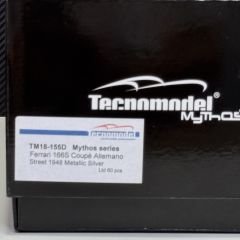 Tecnomodel
Mythos
Tecnomodel
TM18-155D Mythos series
Ferrari 166S Coupé Allemano
Street 1948 Metallic Silver
Ltd 60 pcs